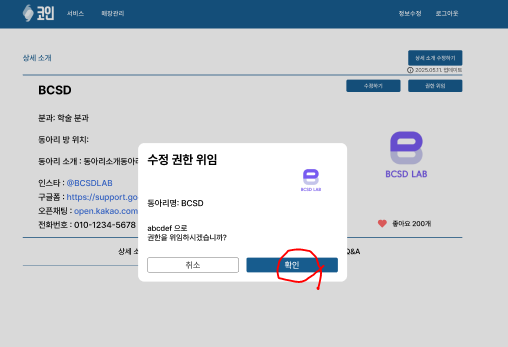 코인 서비스 채팅관리 정보수정 로그아웃
상세 소개
상세 소개 수정하기
2025.05.11. 업데이트
BCSD
수정하기
권한 위임
분과: 학술 분과
동아리 방 위치:
동아리 소개 : 동아리소개동아리
인스타 : @BCSDLAB
구글폼 : https://support.go
오픈채팅 : open.kakao.com
전화번호 : 010-1234-5678
BCSD LAB
좋아요 200개
상세 소
Q&A
수정 권한 위임
BCSD LAB
동아리명: BCSD
abcdef 으로
권한을 위임하시겠습니까?
취소
확인